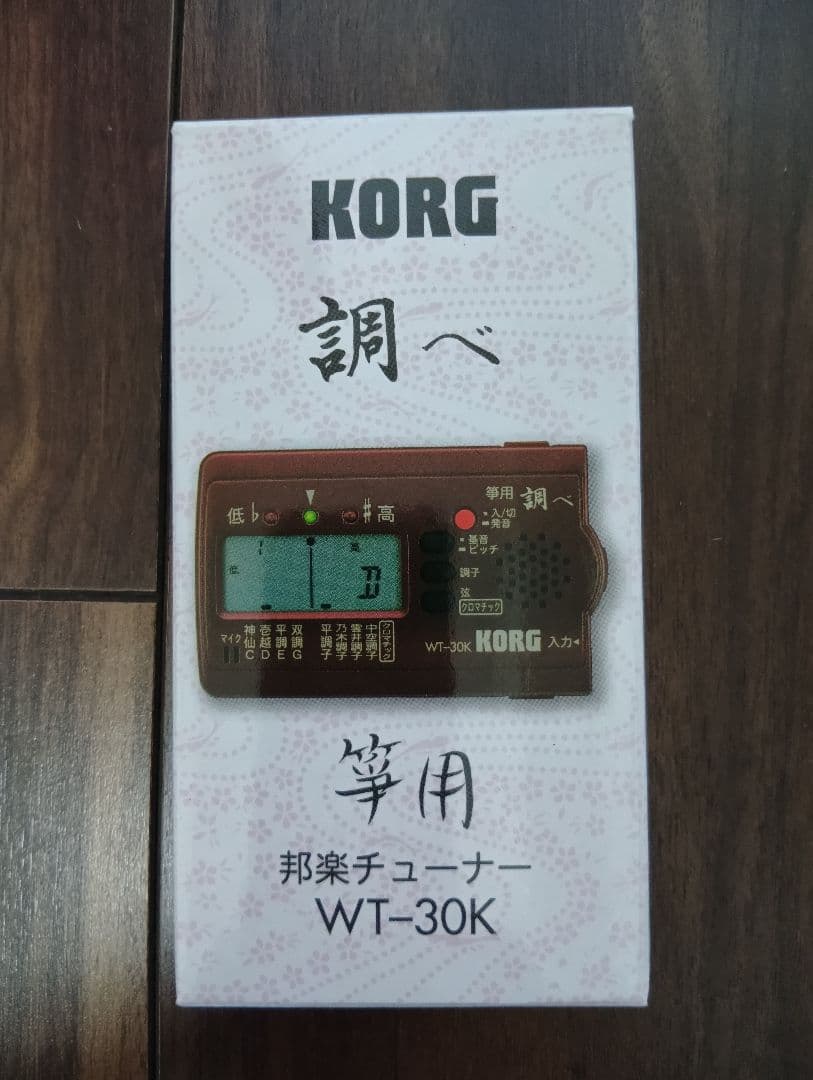 KORG
調べ
箏用 調べ
低♭ ♯高
入/切
発音
基音
ピッチ
調子
弦
クロマチック
低 高
D
マイク 神仙C 壱越D 平調E 双調G 平調子 乃木調子 雲井調子 中空調子 クロマチック
WT-30K KORG 入力
箏用
邦楽チューナー
WT-30K